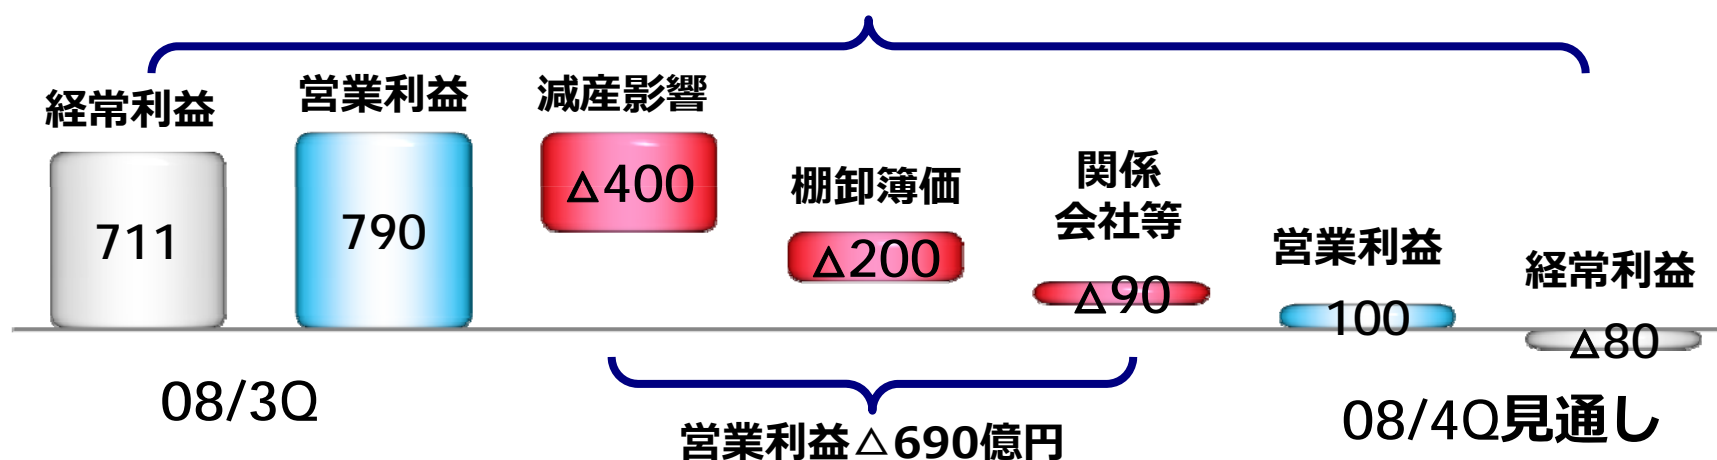 経常利益
711
営業利益
790
減産影響
△400
棚卸簿価
△200
関係
会社等
△90
営業利益
100
経常利益
△80
08/3Q
営業利益△690億円
08/4Q見通し